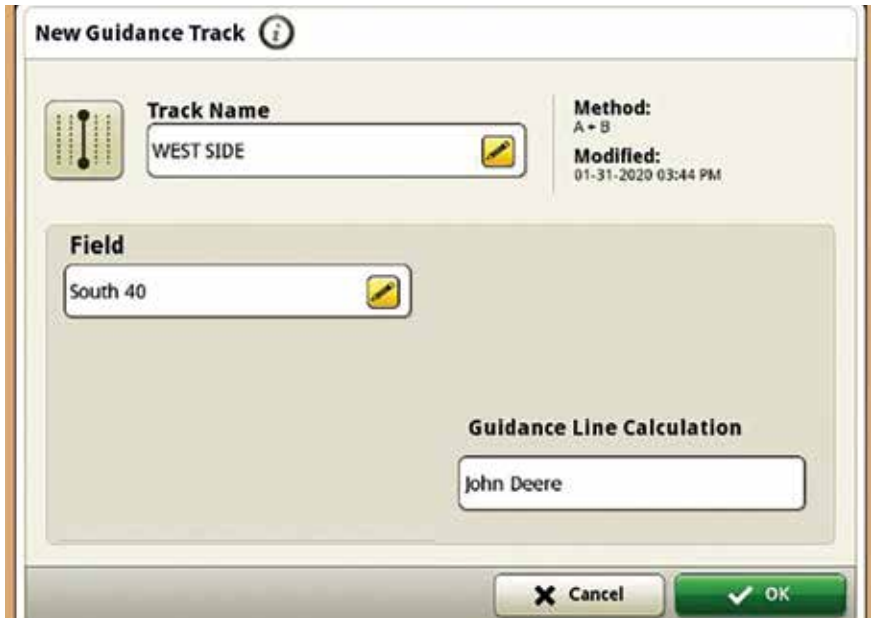 New Guidance Track i
Track Name
WEST SIDE
Method:
A + B
Modified:
01-31-2020 03:44 PM
Field
South 40
Guidance Line Calculation
John Deere
Cancel
OK